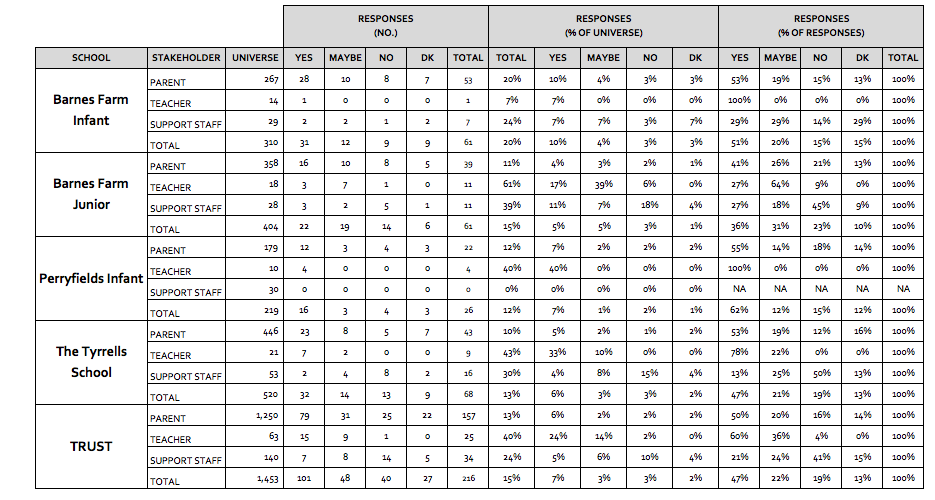 RESPONSES RESPONSES RESPONSES
(NO.) (% OF UNIVERSE) (% OF RESPONSES)
SCHOOL STAKEHOLDER UNIVERSE YES MAYBE NO DK TOTAL TOTAL YES MAYBE NO DK YES MAYBE NO DK TOTAL
Barnes Farm Infant
PARENT 267 28 10 8 7 53 20% 10% 4% 3% 3% 53% 19% 15% 13% 100%
TEACHER 14 1 0 0 0 1 7% 7% 0% 0% 0% 100% 0% 0% 0% 100%
SUPPORT STAFF 29 2 2 1 2 7 24% 7% 7% 3% 7% 29% 29% 14% 29% 100%
TOTAL 310 31 12 9 9 61 20% 10% 4% 3% 3% 51% 20% 15% 15% 100%
Barnes Farm Junior
PARENT 358 16 10 8 5 39 11% 4% 3% 2% 1% 41% 26% 21% 13% 100%
TEACHER 18 3 7 1 0 11 61% 17% 39% 6% 0% 27% 64% 9% 0% 100%
SUPPORT STAFF 28 3 2 5 1 11 39% 11% 7% 18% 4% 27% 18% 45% 9% 100%
TOTAL 404 22 19 14 6 61 15% 5% 5% 3% 1% 36% 31% 23% 10% 100%
Perryfields Infant
PARENT 179 12 3 4 3 22 12% 7% 2% 2% 2% 55% 14% 18% 14% 100%
TEACHER 10 4 0 0 0 4 40% 40% 0% 0% 0% 100% 0% 0% 0% 100%
SUPPORT STAFF 30 0 0 0 0 0 0% 0% 0% 0% 0% NA NA NA NA NA
TOTAL 219 16 3 4 3 26 12% 7% 1% 2% 1% 62% 12% 15% 12% 100%
The Tyrrells School
PARENT 446 23 8 5 7 43 10% 5% 2% 1% 2% 53% 19% 12% 16% 100%
TEACHER 21 7 2 0 0 9 43% 33% 10% 0% 0% 78% 22% 0% 0% 100%
SUPPORT STAFF 53 2 4 8 2 16 30% 4% 8% 15% 4% 13% 25% 50% 13% 100%
TOTAL 520 32 14 13 9 68 13% 6% 3% 3% 2% 47% 21% 19% 13% 100%
TRUST
PARENT 1,250 79 31 25 22 157 13% 6% 2% 2% 2% 50% 20% 16% 14% 100%
TEACHER 63 15 9 1 0 25 40% 24% 14% 2% 0% 60% 36% 4% 0% 100%
SUPPORT STAFF 140 7 8 14 5 34 24% 5% 6% 10% 4% 21% 24% 41% 15% 100%
TOTAL 1,453 101 48 40 27 216 15% 7% 3% 3% 2% 47% 22% 19% 13% 100%